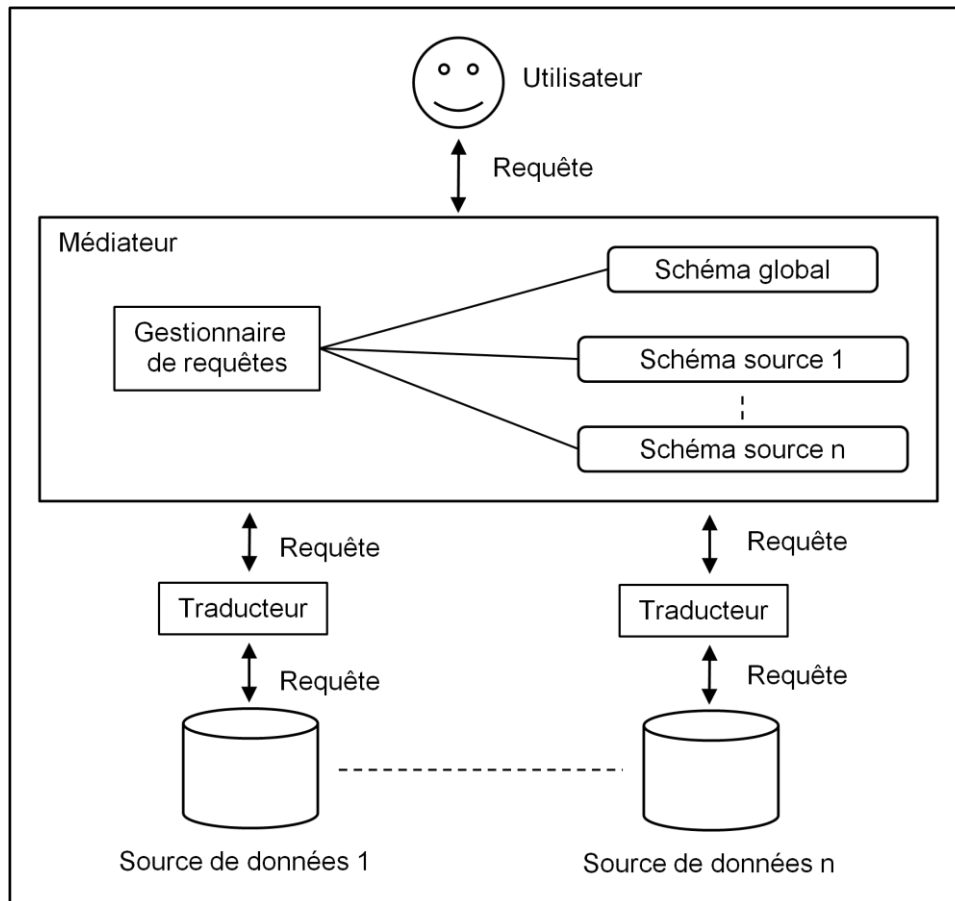 Utilisateur
Requête
Médiateur
Schéma global
Gestionnaire
de requêtes
Schéma source 1
Schéma source n
Requête
Requête
Traducteur
Traducteur
Requête
Requête
Source de données 1
Source de données n